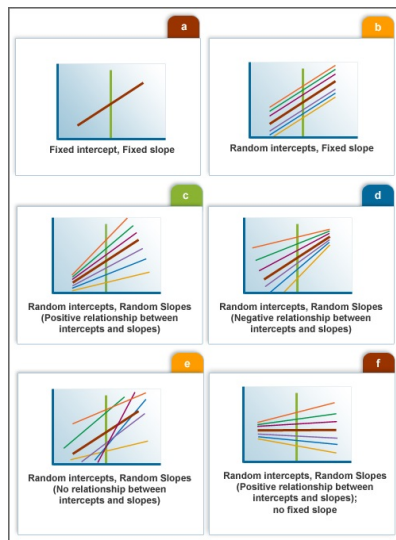 a
Fixed intercept, Fixed slope
b
Random intercepts, Fixed slope
c
Random intercepts, Random Slopes
(Positive relationship between
intercepts and slopes)
d
Random intercepts, Random Slopes
(Negative relationship between
intercepts and slopes)
e
Random intercepts, Random Slopes
(No relationship between
intercepts and slopes)
f
Random intercepts, Random Slopes
(Positive relationship between
intercepts and slopes);
no fixed slope